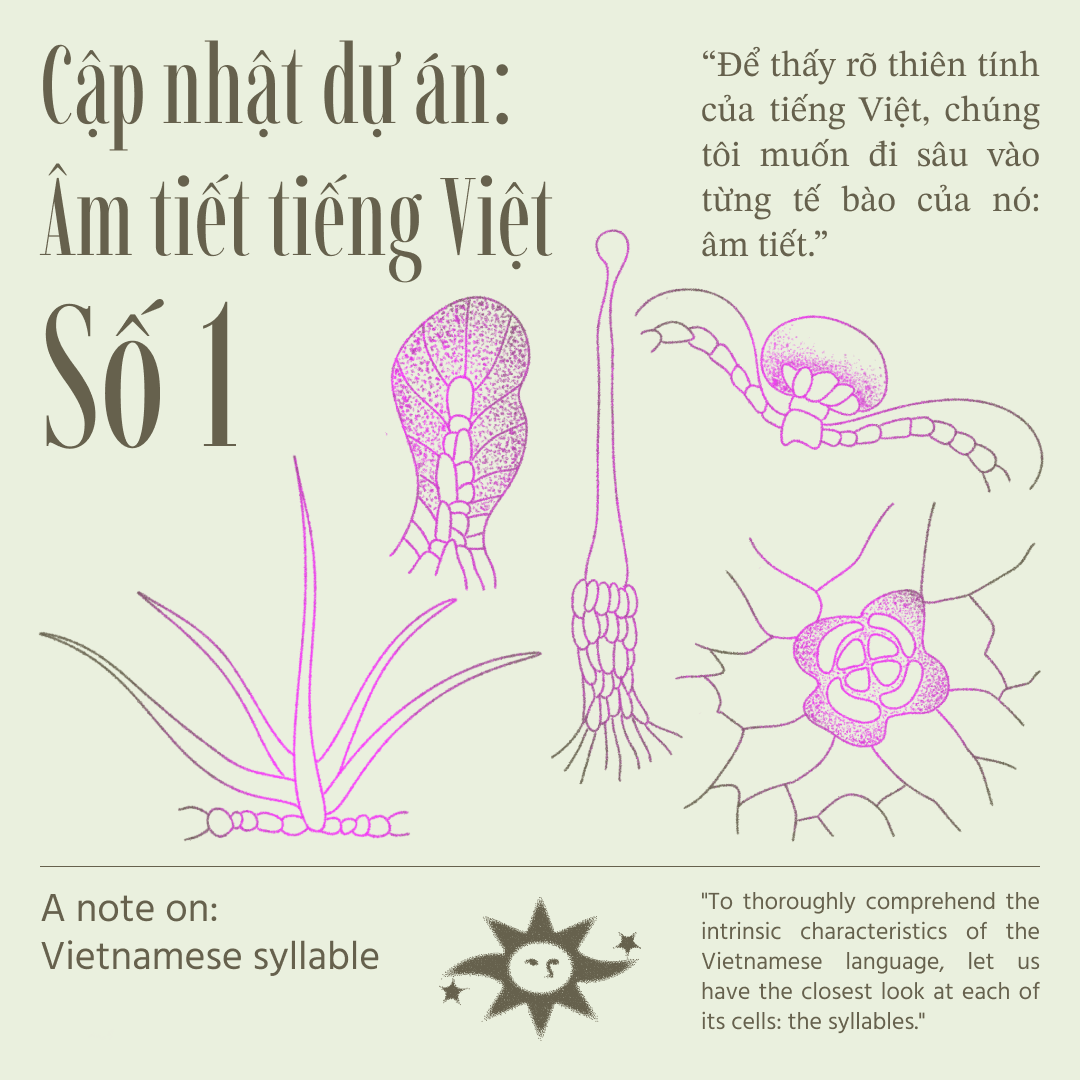 Cập nhật dự án:
Âm tiết tiếng Việt
Số 1
“Để thấy rõ thiên tính
của tiếng Việt, chúng
tôi muốn đi sâu vào
từng tế bào của nó:
âm tiết.”
A note on:
Vietnamese syllable
"To thoroughly comprehend the
intrinsic characteristics of the
Vietnamese language, let us
have the closest look at each of
its cells: the syllables."